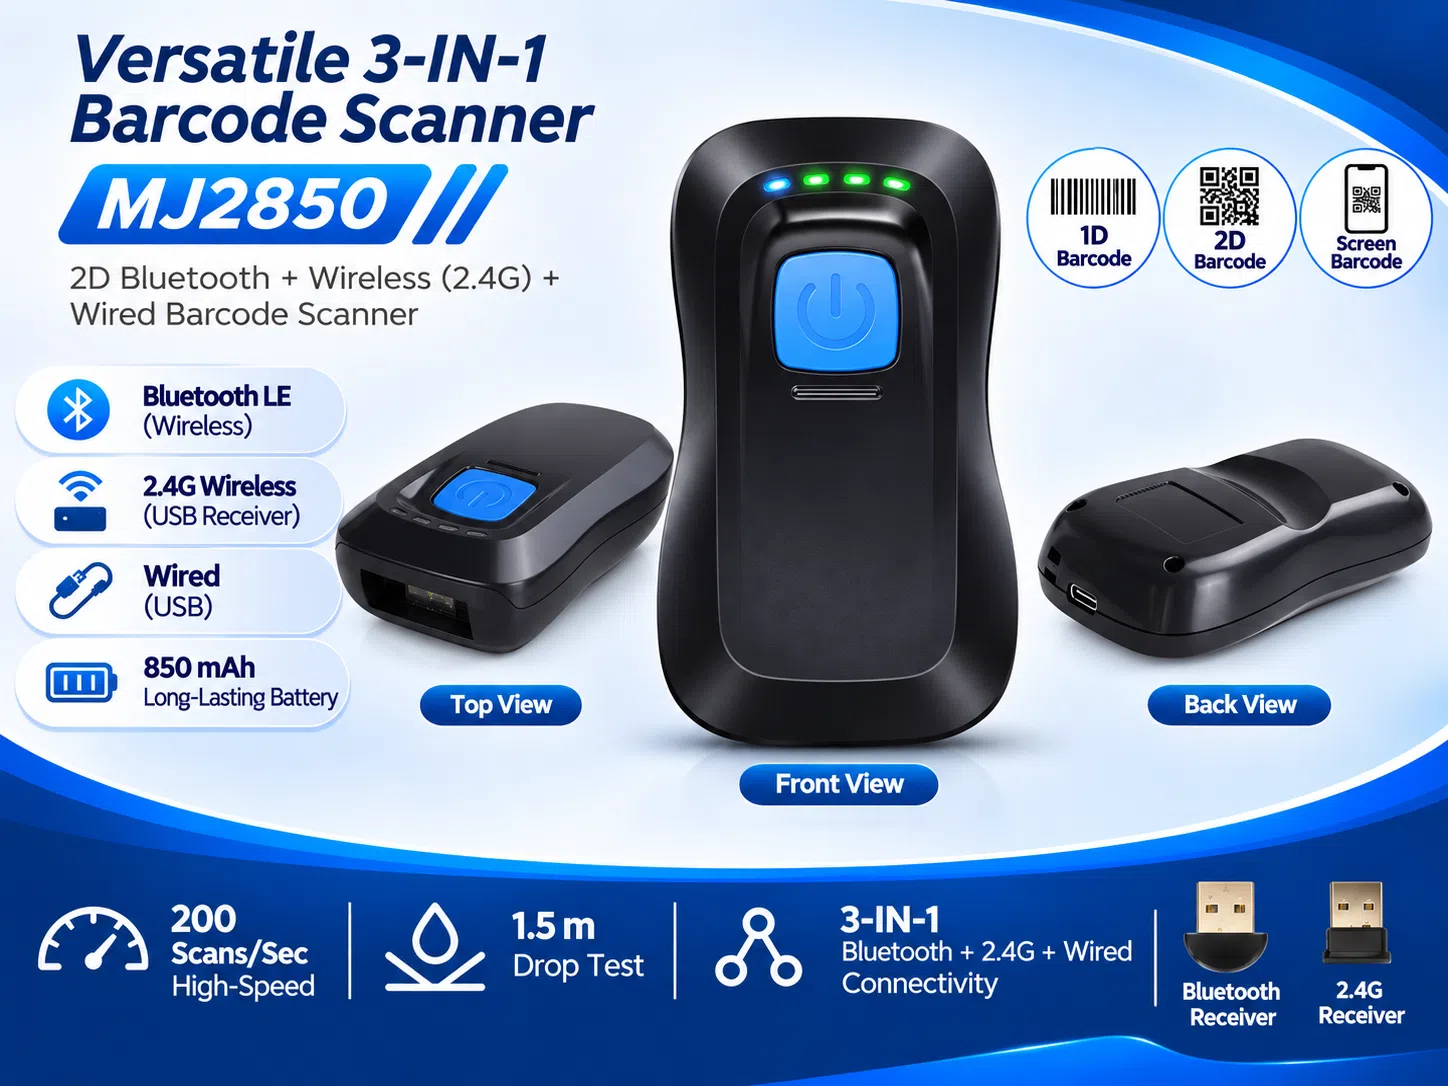 Versatile 3-IN-1
Barcode Scanner
MJ2850
2D Bluetooth + Wireless (2.4G) +
Wired Barcode Scanner
Bluetooth LE
(Wireless)
2.4G Wireless
(USB Receiver)
Wired
(USB)
850 mAh
Long-Lasting Battery
1D
Barcode
2D
Barcode
Screen
Barcode
Top View
Front View
Back View
200
Scans/Sec
High-Speed
1.5 m
Drop Test
3-IN-1
Bluetooth + 2.4G + Wired
Connectivity
Bluetooth
Receiver
2.4G
Receiver